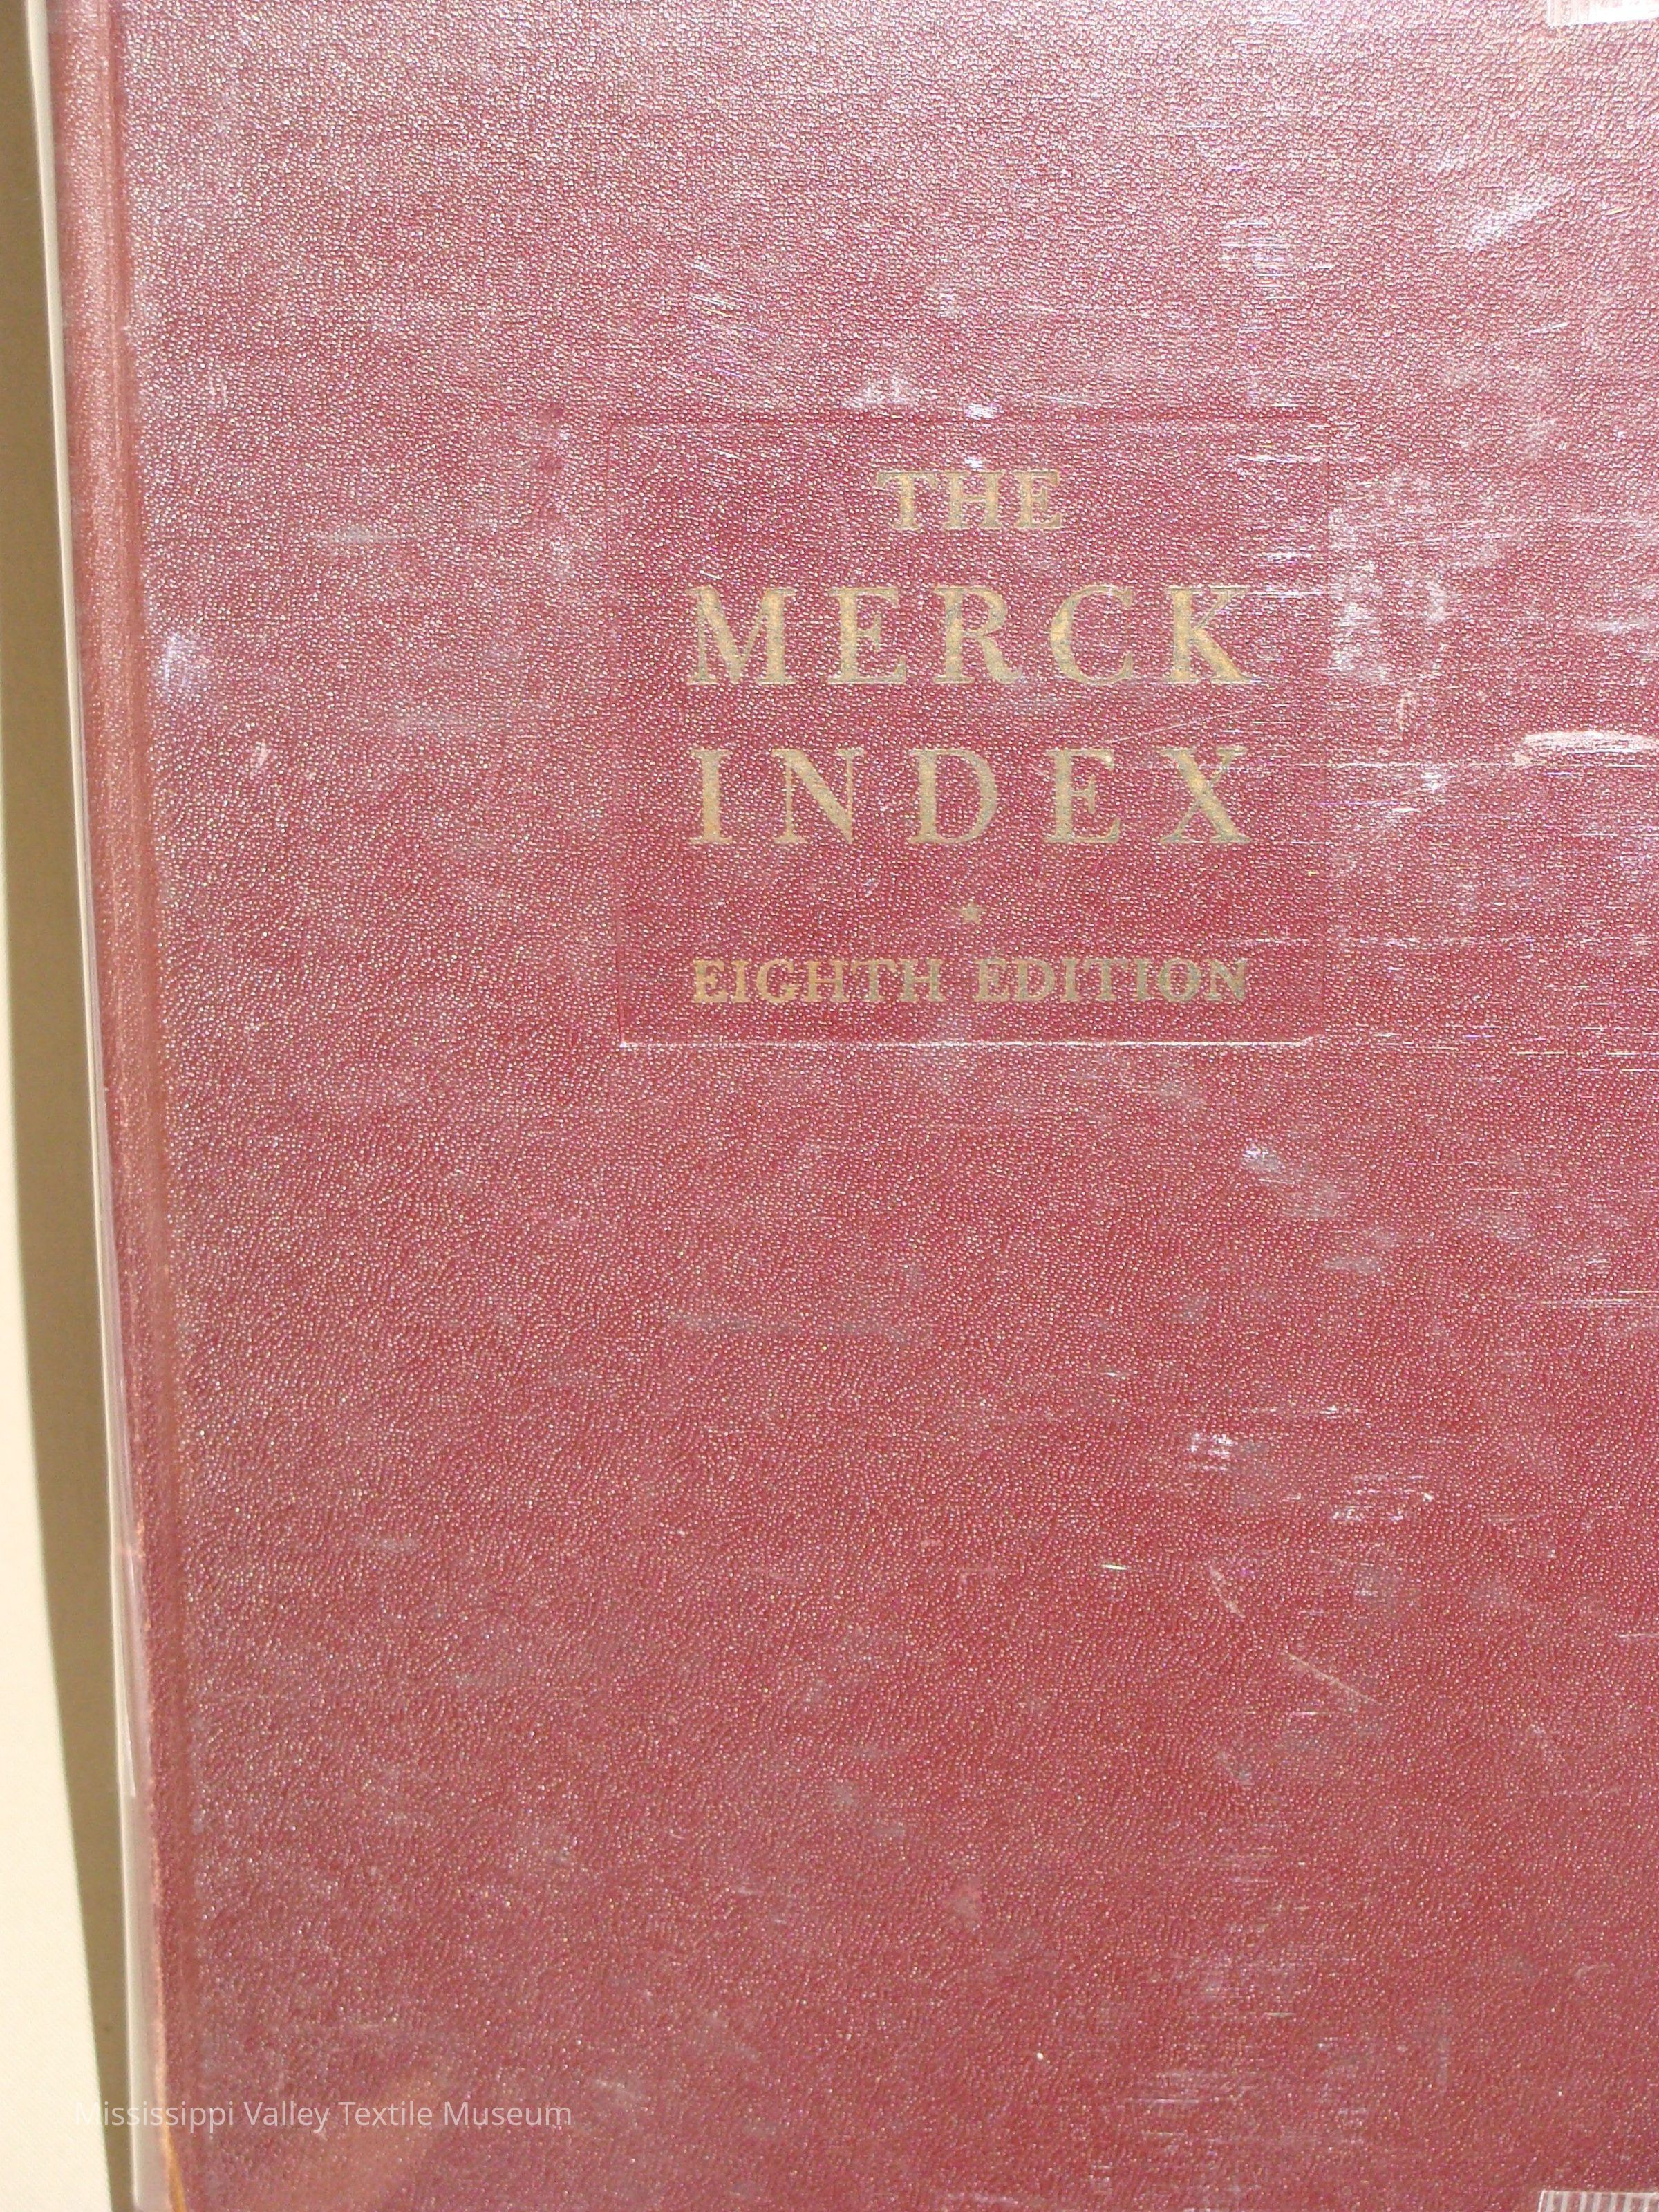 THE
MERCK
INDEX
EIGHTH EDITION
Mississippi Valley Textile Museum